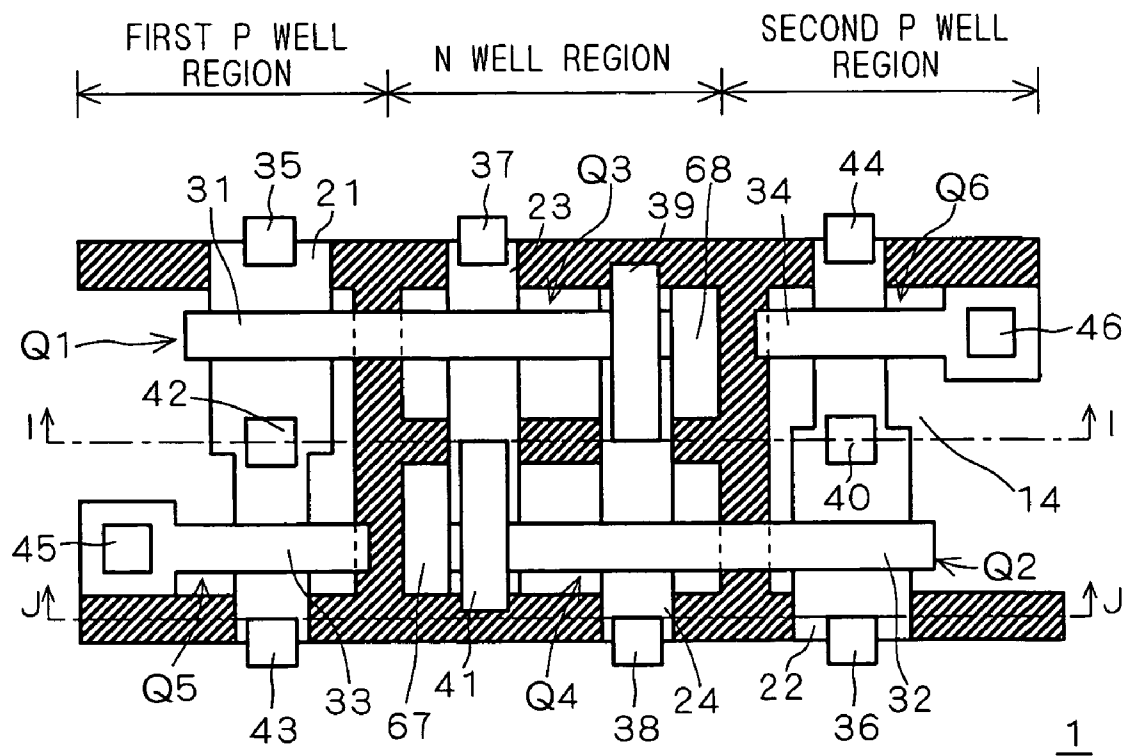 FIRST P WELL REGION
N WELL REGION
SECOND P WELL REGION
35 37 Q3 68 44
31 21 23 39 34 Q6
Q1 46
42
I I
40 14
45
J J
Q2
Q5 43 33 67 41 Q4 38 24 22 36 32
1